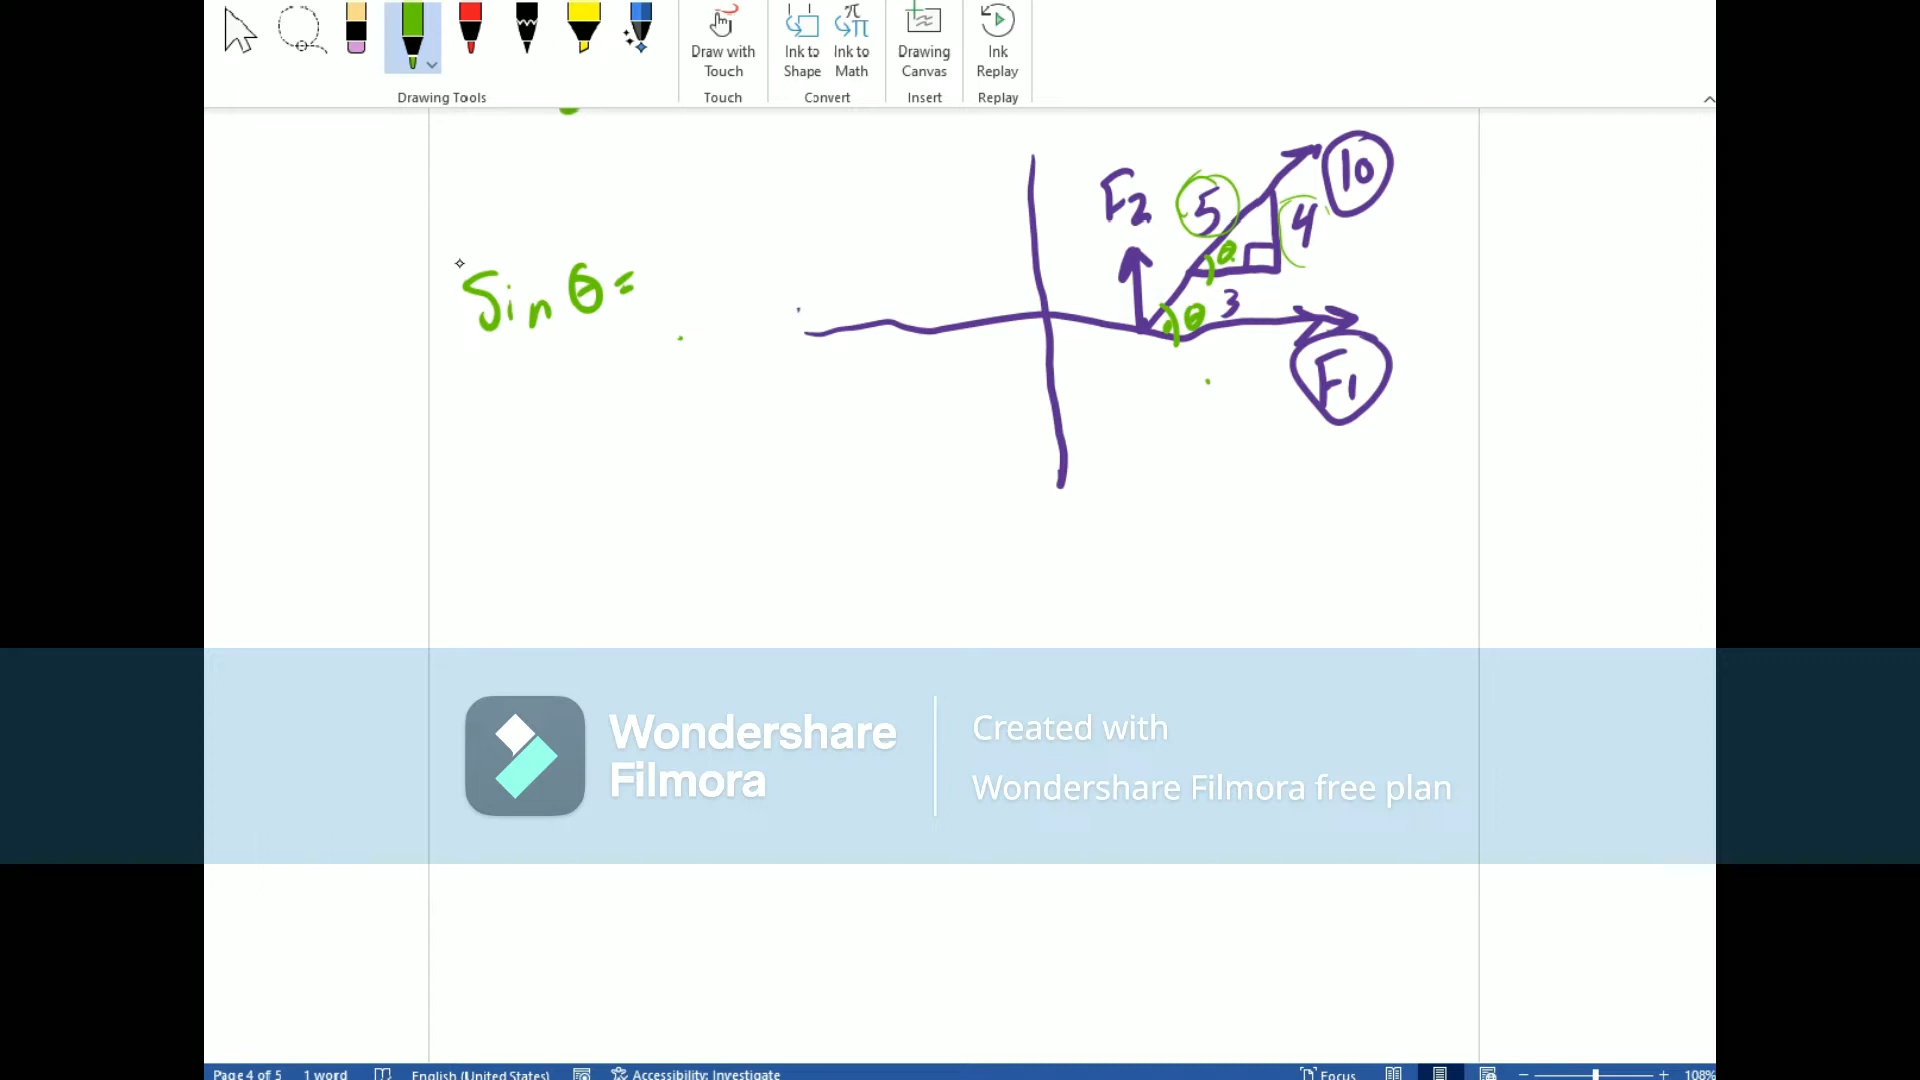 Draw with Touch
Ink to Shape
Ink to Math
Drawing Canvas
Ink Replay
Drawing Tools
Touch
Convert
Insert
Replay
F2
5
10
4
θ
Sin θ =
3
θ
F1
Wondershare Filmora
Created with
Wondershare Filmora free plan
Page 4 of 5 1 word English (United States) Accessibility: Investigate Focus 108%